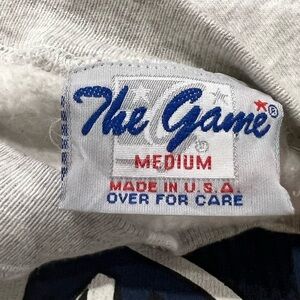 The Game®
MEDIUM
MADE IN U.S.A.
OVER FOR CARE